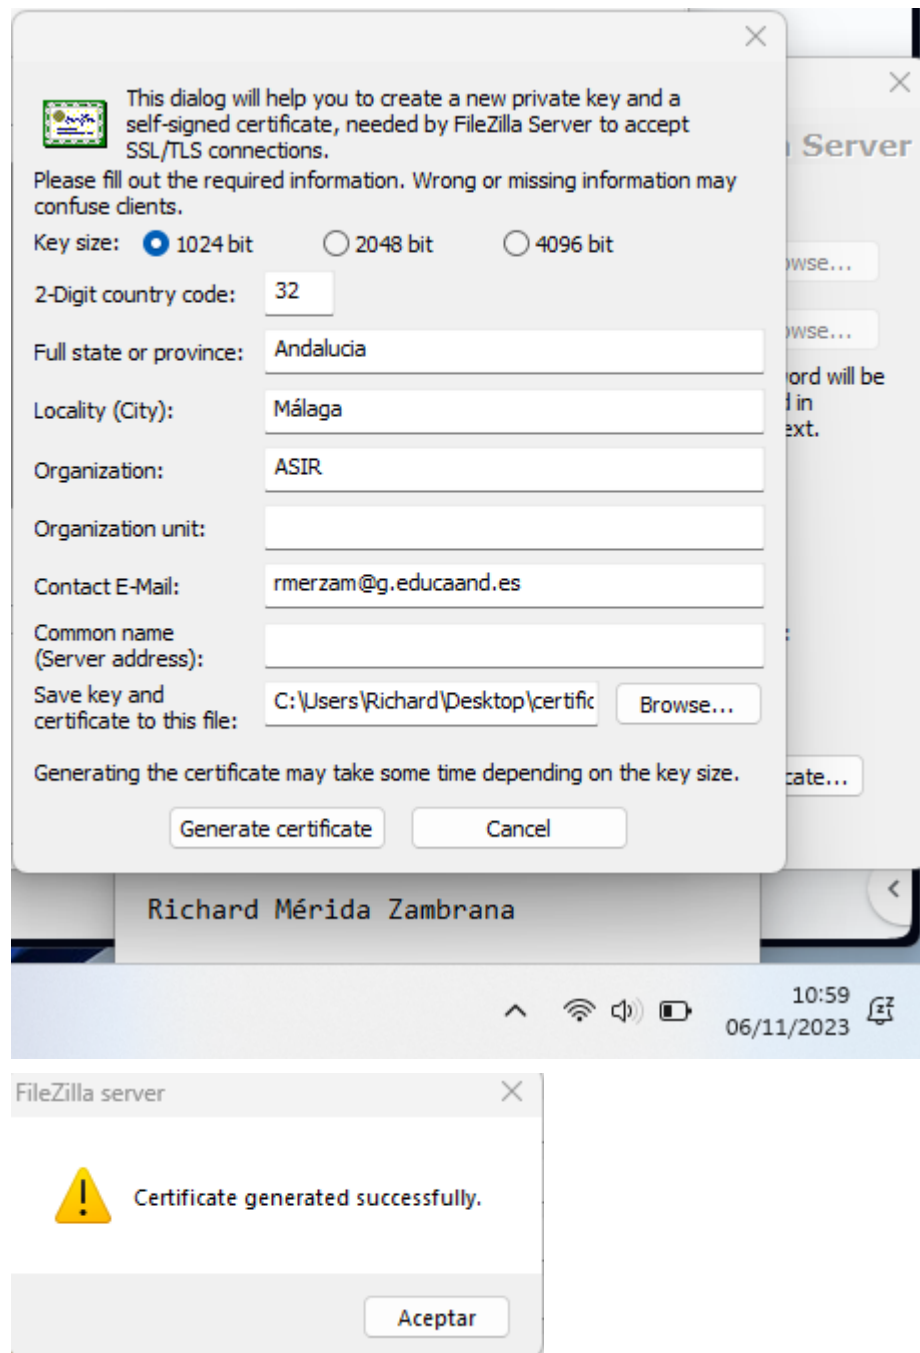 This dialog will help you to create a new private key and a
self-signed certificate, needed by FileZilla Server to accept
SSL/TLS connections.
Server
Please fill out the required information. Wrong or missing information may
confuse clients.
Key size: 1024 bit 2048 bit 4096 bit
2-Digit country code: 32
Full state or province: Andalucia
will be
in
Locality (City): Málaga
Organization: ASIR
Organization unit:
Contact E-Mail: rmerzam@g.educaand.es
Common name
(Server address):
Save key and
certificate to this file: C:\Users\Richard\Desktop\certific Browse...
Generating the certificate may take some time depending on the key size.
Generate certificate Cancel
Richard Mérida Zambrana
10:59
06/11/2023
FileZilla server
Certificate generated successfully.
Aceptar